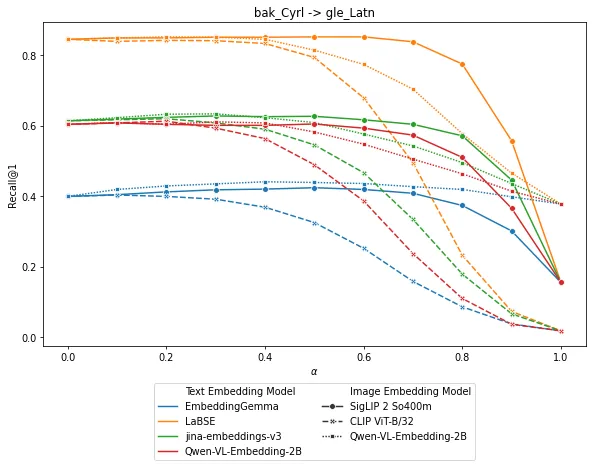 bak_Cyrl -> gle_Latn
Recall@1
0.8
0.6
0.4
0.2
0.0
0.0 0.2 0.4 0.6 0.8 1.0
α
Text Embedding Model Image Embedding Model
EmbeddingGemma SigLIP 2 So400m
LaBSE CLIP ViT-B/32
jina-embeddings-v3 Qwen-VL-Embedding-2B
Qwen-VL-Embedding-2B